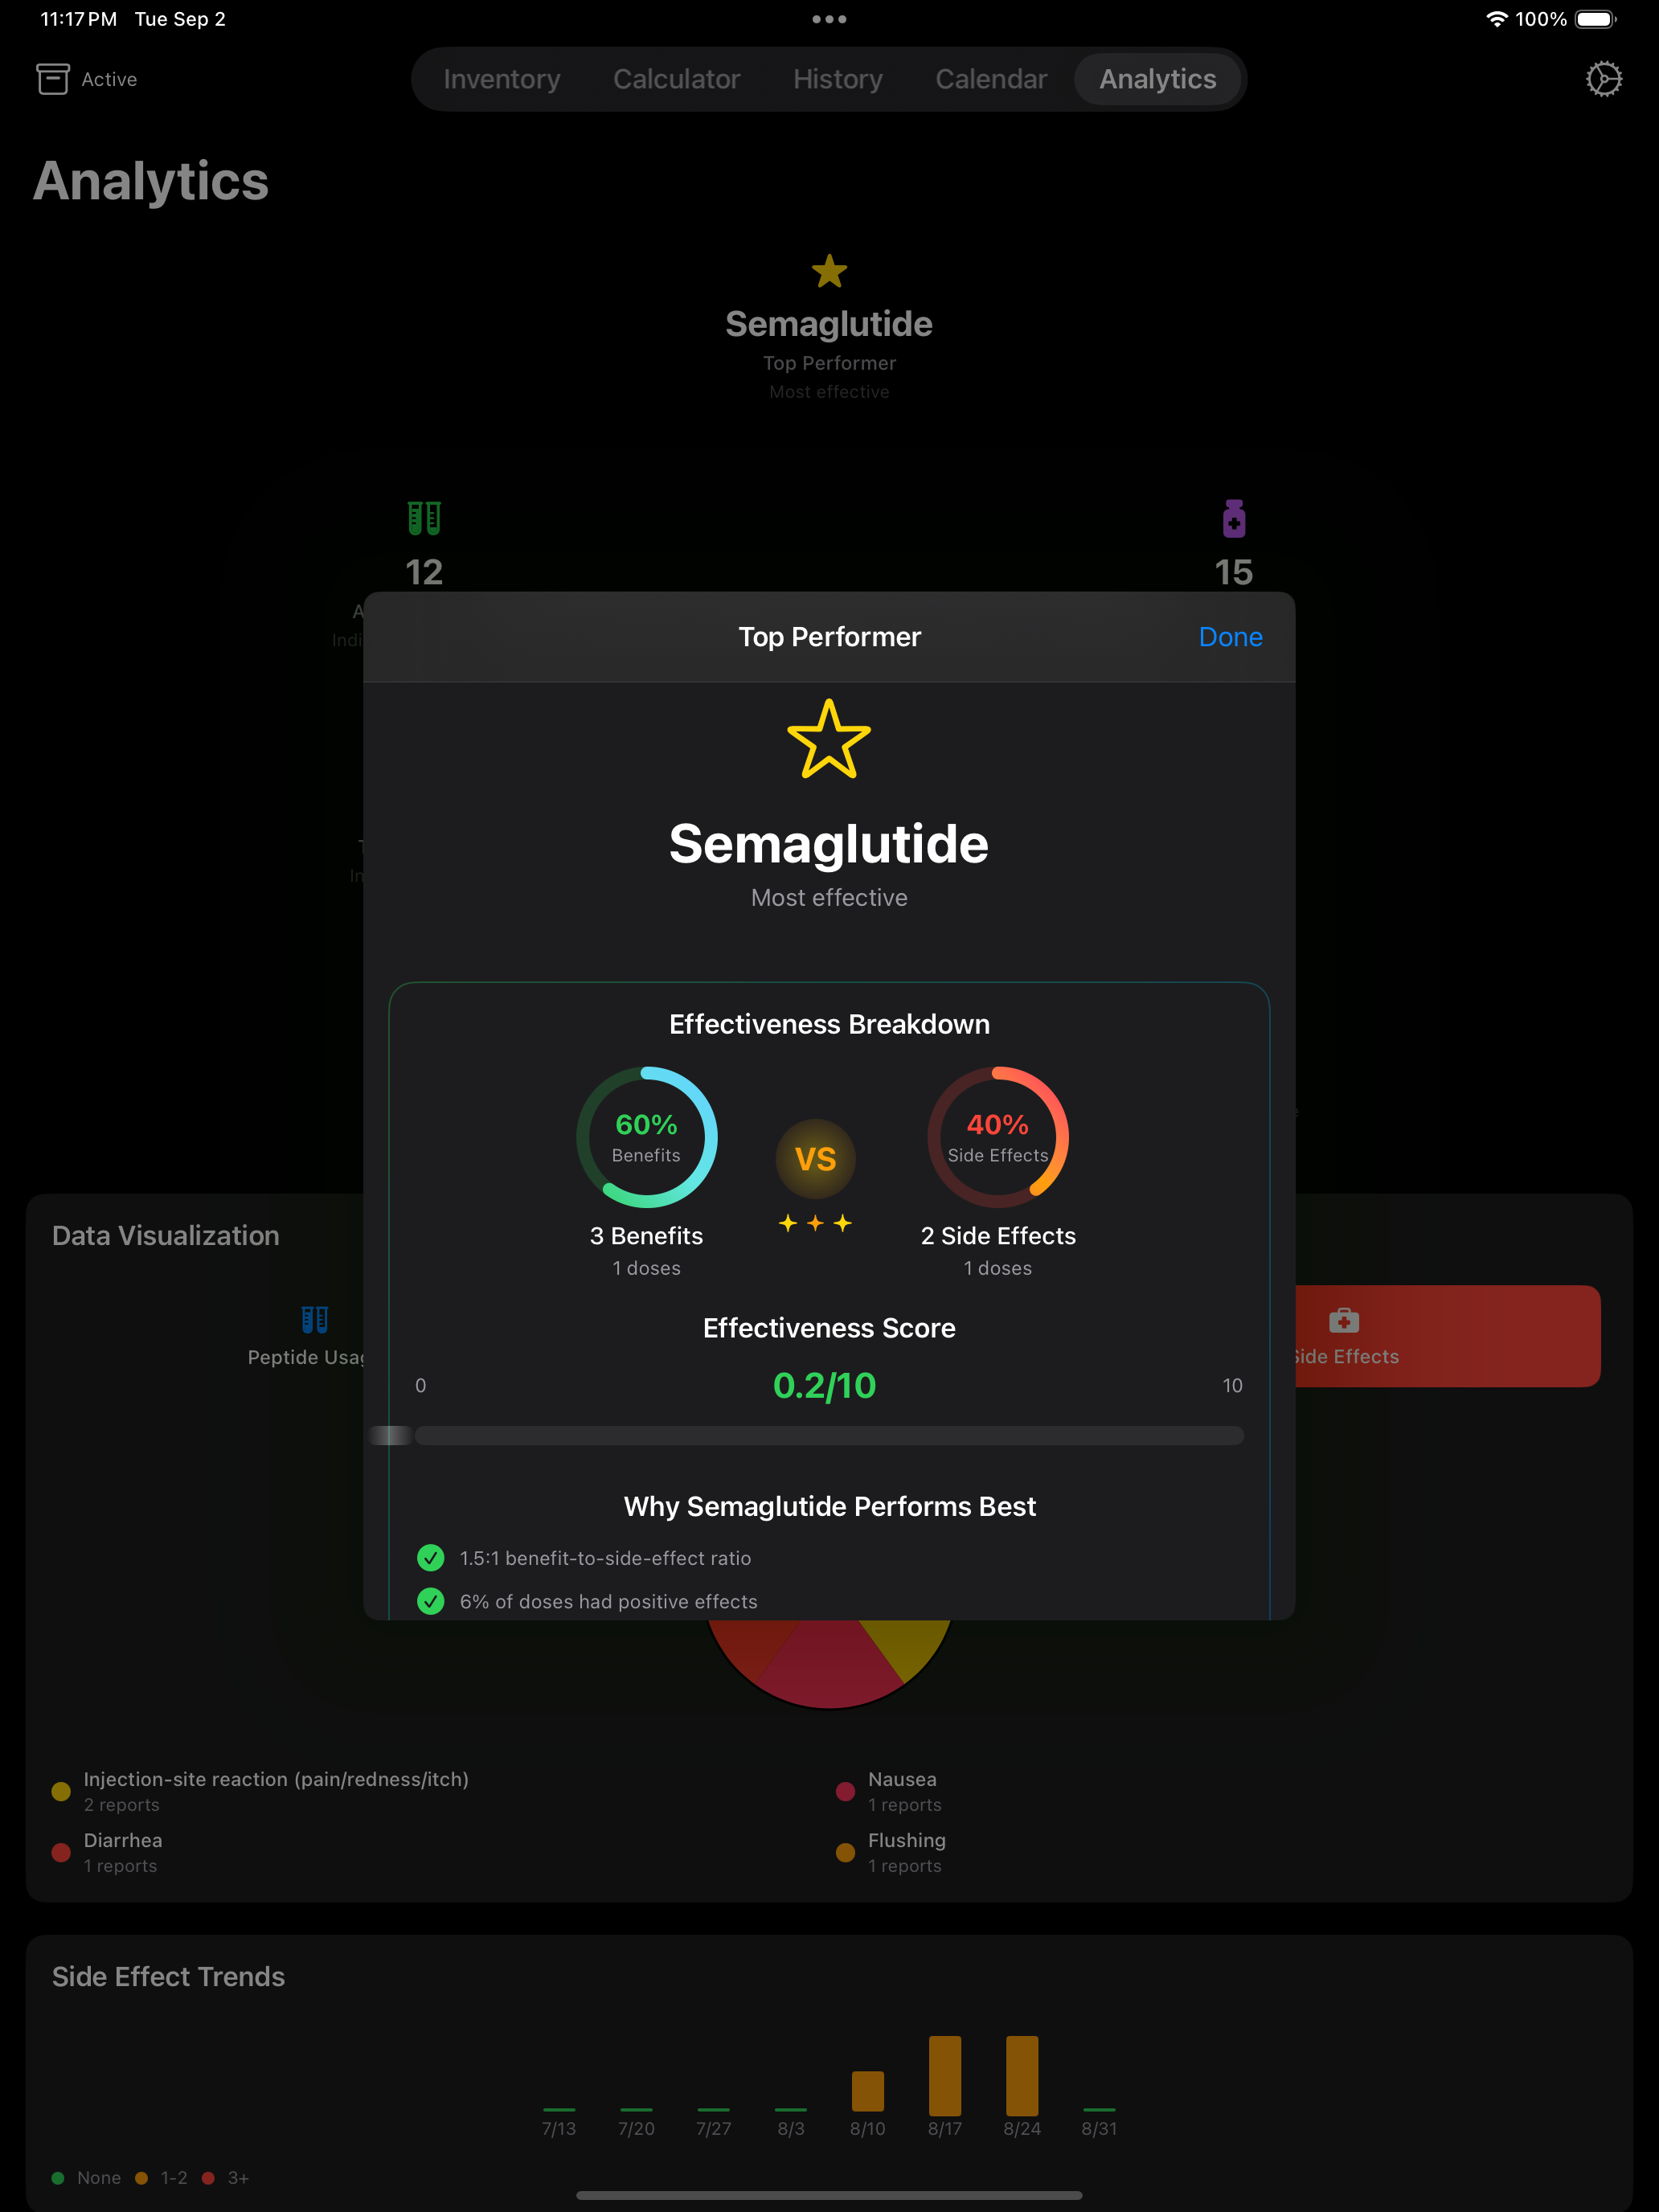 11:17 PM Tue Sep 2
100%
Active
Inventory
Calculator
History
Calendar
Analytics
Analytics
Semaglutide
Top Performer
Most effective
12
15
Top Performer
Done
Semaglutide
Most effective
Effectiveness Breakdown
60%
Benefits
VS
40%
Side Effects
3 Benefits
1 doses
2 Side Effects
1 doses
Effectiveness Score
0
0.2/10
10
Why Semaglutide Performs Best
1.5:1 benefit-to-side-effect ratio
6% of doses had positive effects
Data Visualization
Peptide Usag
Side Effects
Injection-site reaction (pain/redness/itch)
2 reports
Nausea
1 reports
Diarrhea
1 reports
Flushing
1 reports
Side Effect Trends
7/13
7/20
7/27
8/3
8/10
8/17
8/24
8/31
None
1-2
3+